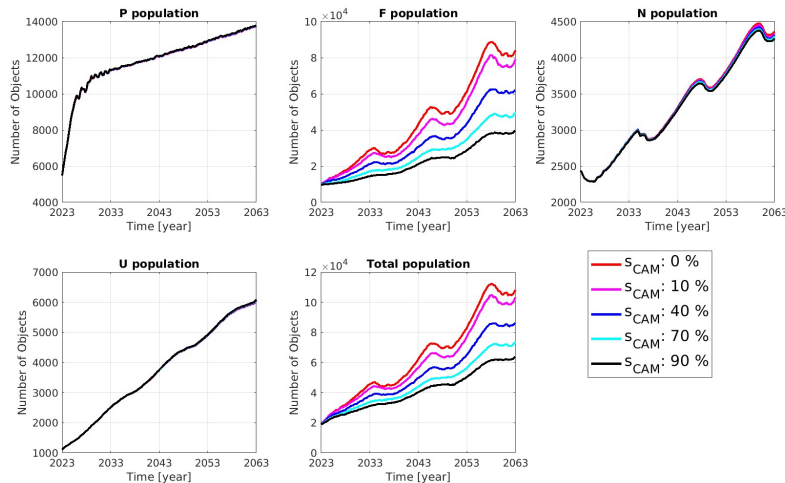 P population
14000
12000
10000
8000
6000
4000
2023
2033
2043
2053
2063
Time [year]
Number of Objects
F population
×10⁴
10
8
6
4
2
0
2023
2033
2043
2053
2063
Time [year]
Number of Objects
N population
4500
4000
3500
3000
2500
2000
2023
2033
2043
2053
2063
Time [year]
Number of Objects
U population
7000
6000
5000
4000
3000
2000
1000
2023
2033
2043
2053
2063
Time [year]
Number of Objects
Total population
×10⁴
12
10
8
6
4
2
0
2023
2033
2043
2053
2063
Time [year]
Number of Objects
s_CAM: 0 %
s_CAM: 10 %
s_CAM: 40 %
s_CAM: 70 %
s_CAM: 90 %